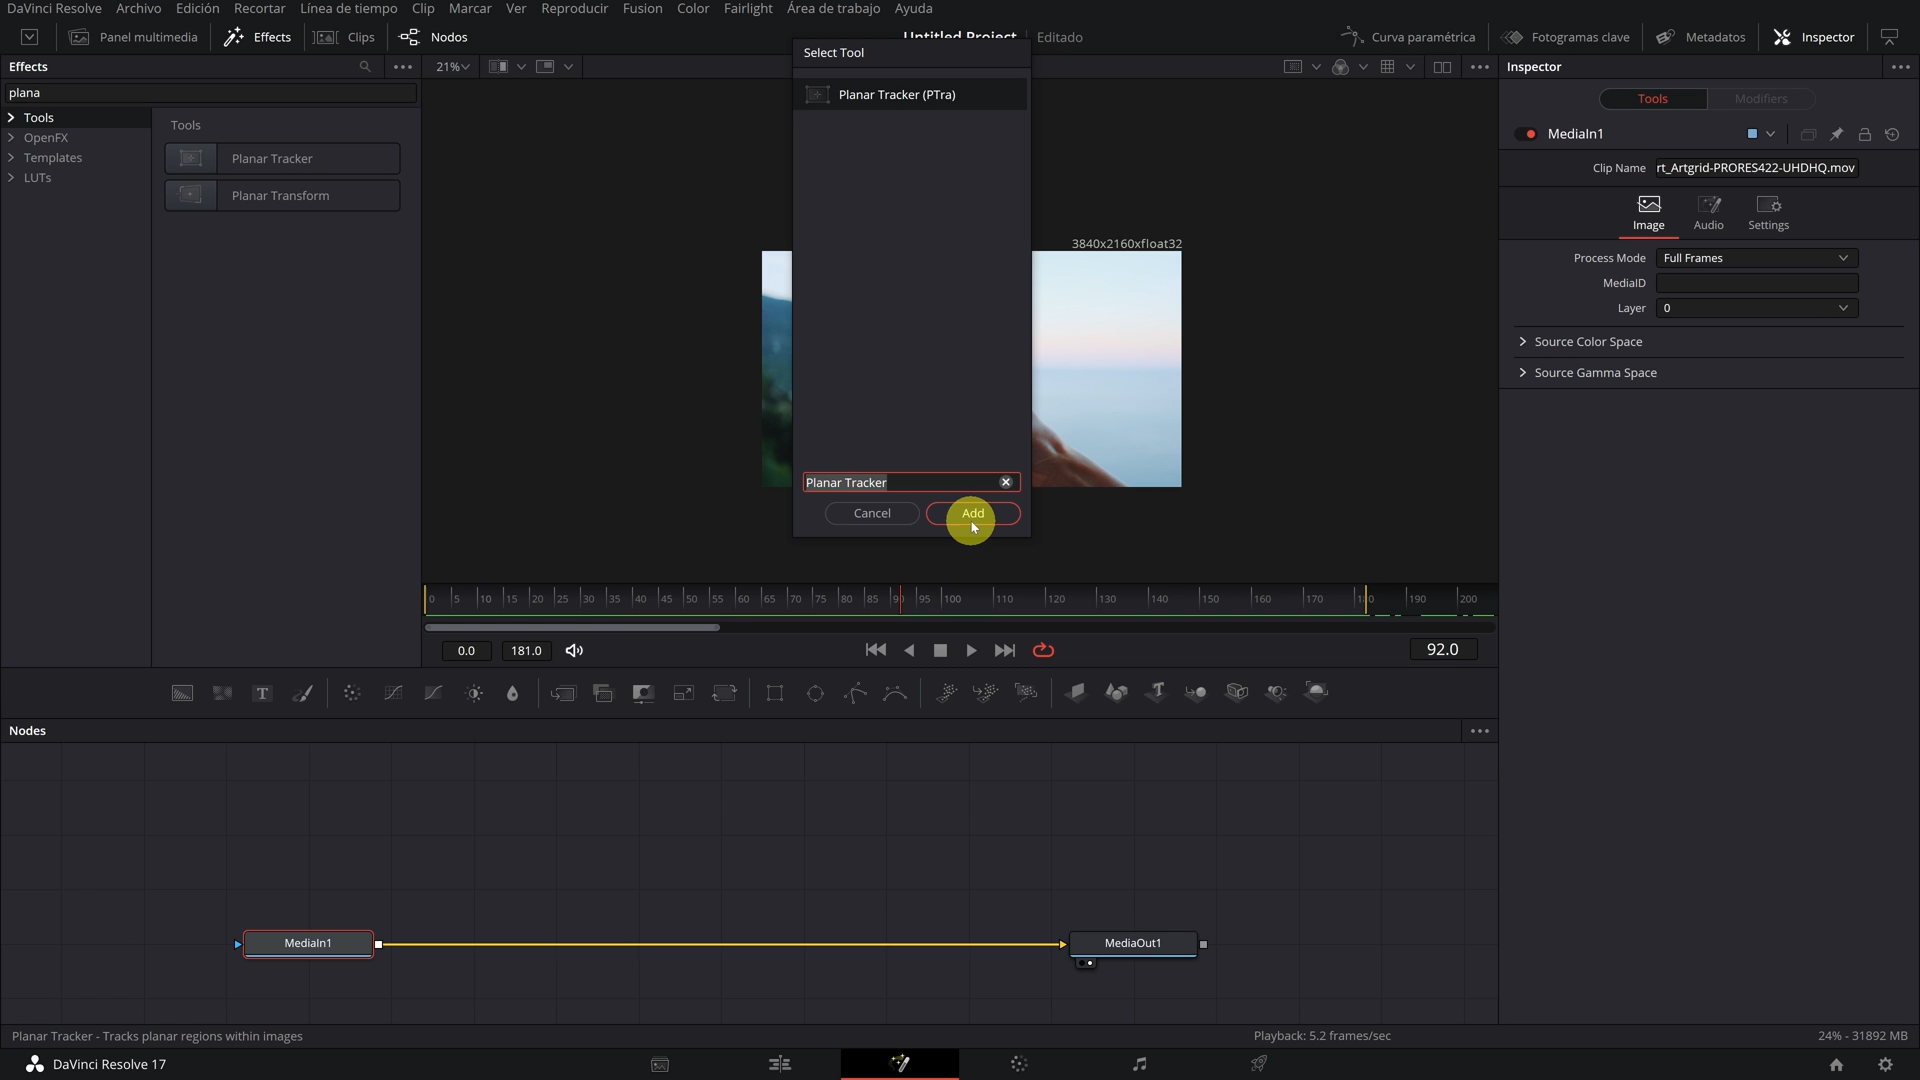 DaVinci Resolve Archivo Edición Recortar Línea de tiempo Clip Marcar Ver Reproducir Fusion Color Fairlight Área de trabajo Ayuda
Panel multimedia Effects Clips Nodos Untitled Project Editado Curva paramétrica Fotogramas clave Metadatos Inspector
Effects 21% Inspector
Select Tool
plana
Planar Tracker (PTra)
Tools Modifiers
Tools
OpenFX
Templates
LUTs
Tools
Planar Tracker
Planar Transform
MediaIn1
Clip Name rt_Artgrid-PRORES422-UHDHQ.mov
Image Audio Settings
3840x2160xfloat32
Process Mode Full Frames
MediaID
Layer 0
Source Color Space
Source Gamma Space
Planar Tracker
Cancel Add
0 5 10 15 20 25 30 35 40 45 50 55 60 65 70 75 80 85 90 95 100 110 120 130 140 150 160 170 180 190 200
0.0 181.0 92.0
Nodes
MediaIn1 MediaOut1
Planar Tracker - Tracks planar regions within images Playback: 5.2 frames/sec 24% - 31892 MB
DaVinci Resolve 17